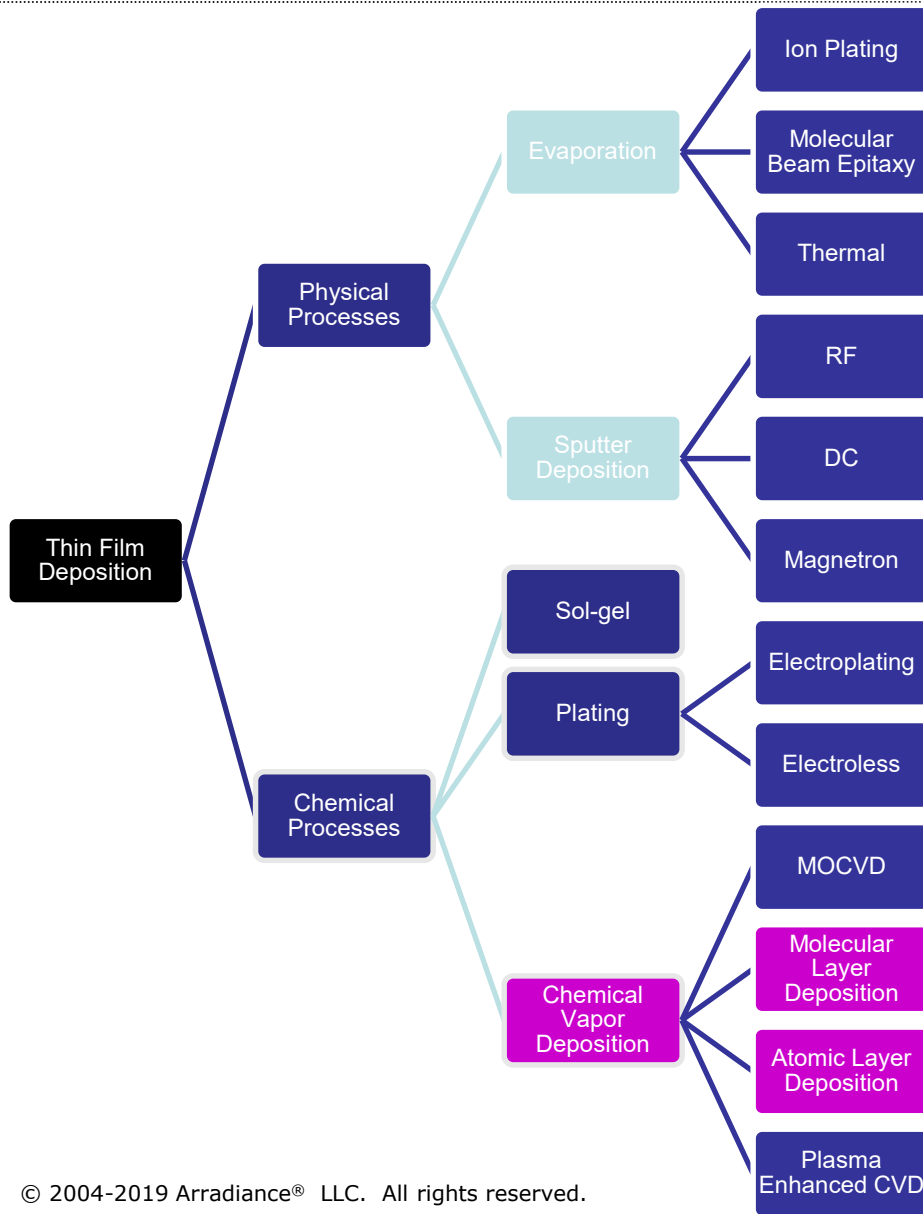 Ion Plating
Evaporation
Molecular
Beam Epitaxy
Thermal
Physical
Processes
RF
Sputter
Deposition
DC
Magnetron
Thin Film
Deposition
Sol-gel
Electroplating
Plating
Electroless
Chemical
Processes
MOCVD
Molecular
Layer
Deposition
Chemical
Vapor
Deposition
Atomic Layer
Deposition
Plasma
Enhanced CVD
© 2004-2019 Arradiance® LLC.  All rights reserved.